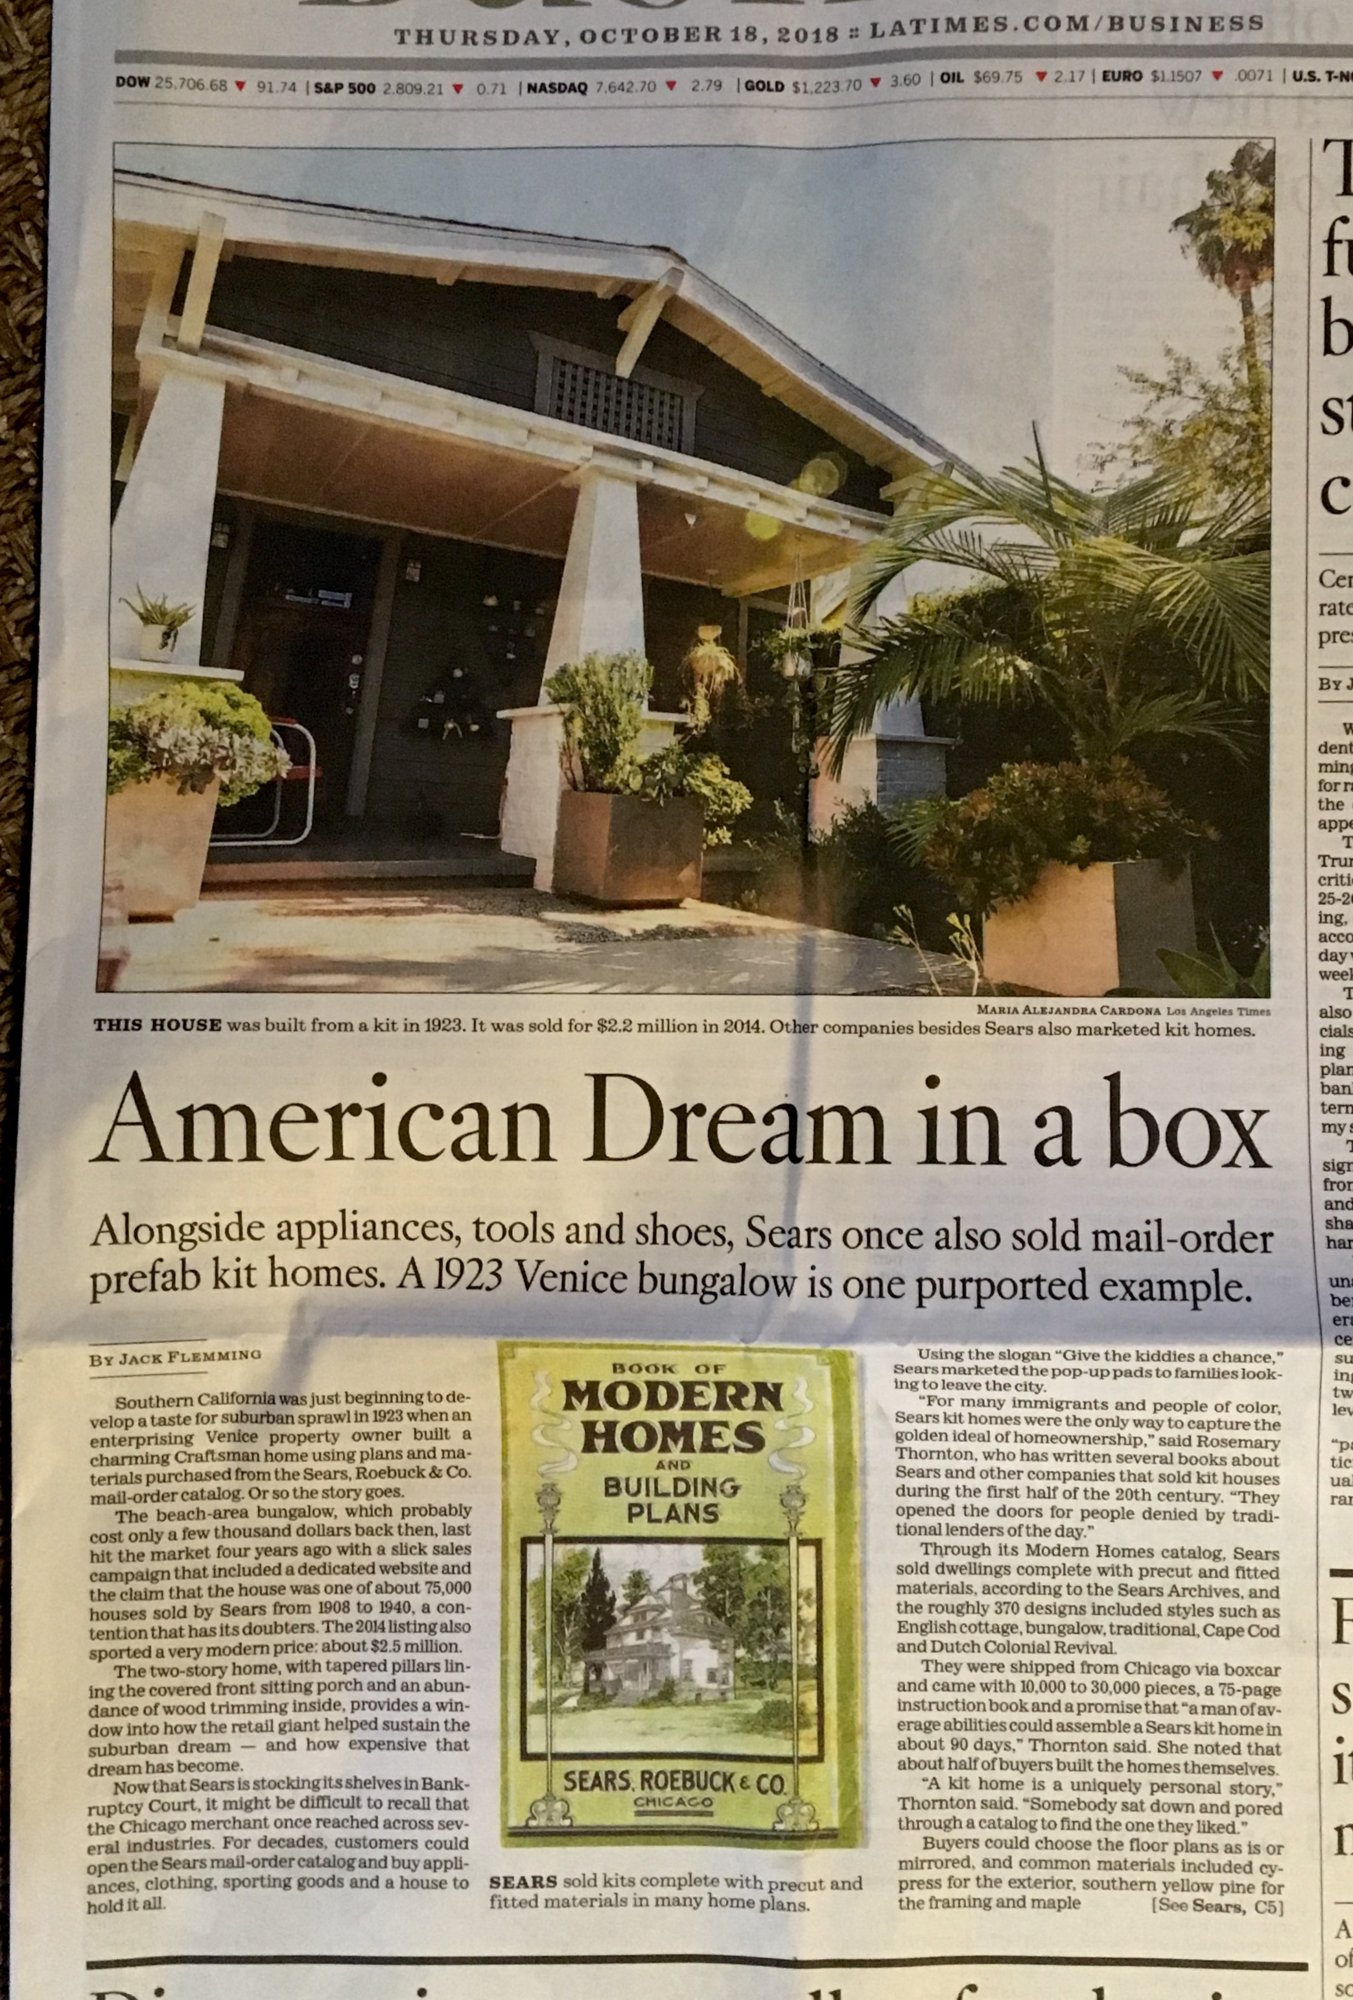 THURSDAY, OCTOBER 18, 2018 :: LATIMES.COM/BUSINESS
DOW 25,706.68 ▼ 91.74 | S&P 500 2,809.21 ▼ 0.71 | NASDAQ 7,642.70 ▼ 2.79 | GOLD $1,223.70 ▼ 3.60 | OIL $69.75 ▼ 2.17 | EURO $1.1507 ▼ .0071 | U.S. T-N
MARIA ALEJANDRA CARDONA Los Angeles Times
THIS HOUSE was built from a kit in 1923. It was sold for $2.2 million in 2014. Other companies besides Sears also marketed kit homes.
American Dream in a box
Alongside appliances, tools and shoes, Sears once also sold mail-order
prefab kit homes. A 1923 Venice bungalow is one purported example.
BY JACK FLEMMING
Southern California was just beginning to de-
velop a taste for suburban sprawl in 1923 when an
enterprising Venice property owner built a
charming Craftsman home using plans and ma-
terials purchased from the Sears, Roebuck & Co.
mail-order catalog. Or so the story goes.
The beach-area bungalow, which probably
cost only a few thousand dollars back then, last
hit the market four years ago with a slick sales
campaign that included a dedicated website and
the claim that the house was one of about 75,000
houses sold by Sears from 1908 to 1940, a con-
tention that has its doubters. The 2014 listing also
sported a very modern price: about $2.5 million.
The two-story home, with tapered pillars lin-
ing the covered front sitting porch and an abun-
dance of wood trimming inside, provides a win-
dow into how the retail giant helped sustain the
suburban dream — and how expensive that
dream has become.
Now that Sears is stocking its shelves in Bank-
ruptcy Court, it might be difficult to recall that
the Chicago merchant once reached across sev-
eral industries. For decades, customers could
open the Sears mail-order catalog and buy appli-
ances, clothing, sporting goods and a house to
hold it all.
BOOK OF
MODERN
HOMES
AND
BUILDING
PLANS
SEARS, ROEBUCK & CO.
CHICAGO
SEARS sold kits complete with precut and
fitted materials in many home plans.
Using the slogan “Give the kiddies a chance,”
Sears marketed the pop-up pads to families look-
ing to leave the city.
“For many immigrants and people of color,
Sears kit homes were the only way to capture the
golden ideal of homeownership,” said Rosemary
Thornton, who has written several books about
Sears and other companies that sold kit houses
during the first half of the 20th century. “They
opened the doors for people denied by tradi-
tional lenders of the day.”
Through its Modern Homes catalog, Sears
sold dwellings complete with precut and fitted
materials, according to the Sears Archives, and
the roughly 370 designs included styles such as
English cottage, bungalow, traditional, Cape Cod
and Dutch Colonial Revival.
They were shipped from Chicago via boxcar
and came with 10,000 to 30,000 pieces, a 75-page
instruction book and a promise that “a man of av-
erage abilities could assemble a Sears kit home in
about 90 days,” Thornton said. She noted that
about half of buyers built the homes themselves.
“A kit home is a uniquely personal story,”
Thornton said. “Somebody sat down and pored
through a catalog to find the one they liked.”
Buyers could choose the floor plans as is or
mirrored, and common materials included cy-
press for the exterior, southern yellow pine for
the framing and maple [See Sears, C5]